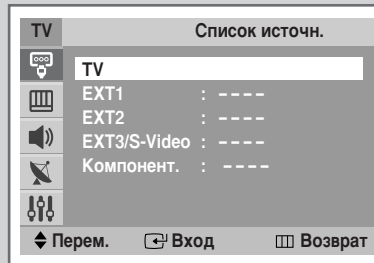 TV Список источн.
TV
EXT1 : ----
EXT2 : ----
EXT3/S-Video : ----
Компонент. : ----
Перем. Вход Возврат